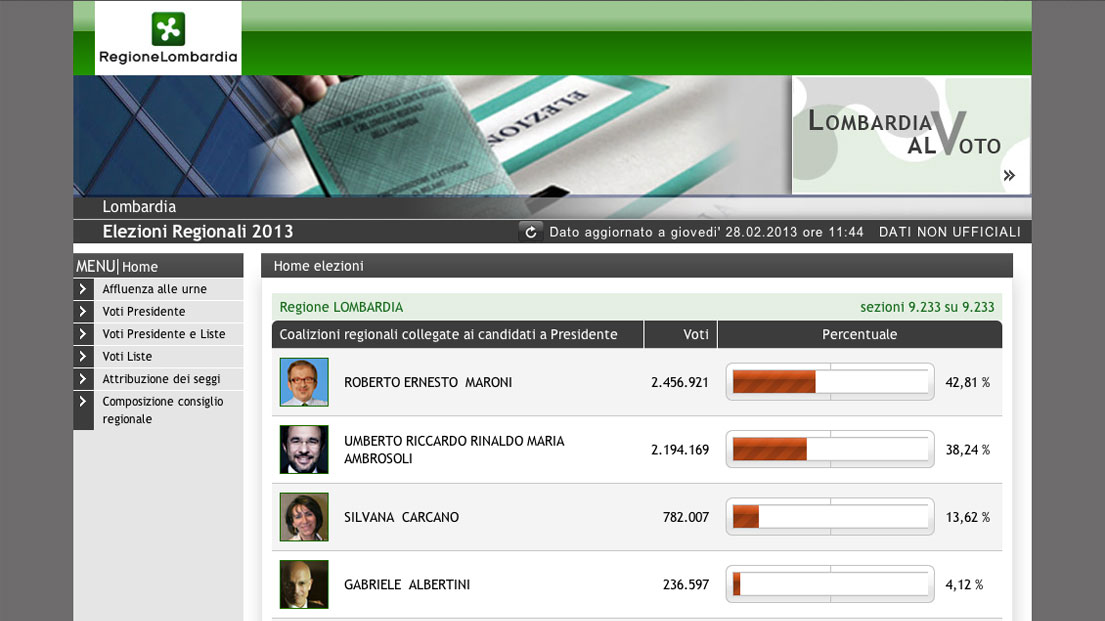 RegioneLombardia
ELEZIONI
LOMBARDIA
AL VOTO
»
Lombardia
Elezioni Regionali 2013
Dato aggiornato a giovedi' 28.02.2013 ore 11:44 DATI NON UFFICIALI
MENU| Home
Affluenza alle urne
Voti Presidente
Voti Presidente e Liste
Voti Liste
Attribuzione dei seggi
Composizione consiglio
regionale
Home elezioni
Regione LOMBARDIA sezioni 9.233 su 9.233
Coalizioni regionali collegate ai candidati a Presidente Voti Percentuale
ROBERTO ERNESTO MARONI 2.456.921 42,81 %
UMBERTO RICCARDO RINALDO MARIA
AMBROSOLI 2.194.169 38,24 %
SILVANA CARCANO 782.007 13,62 %
GABRIELE ALBERTINI 236.597 4,12 %